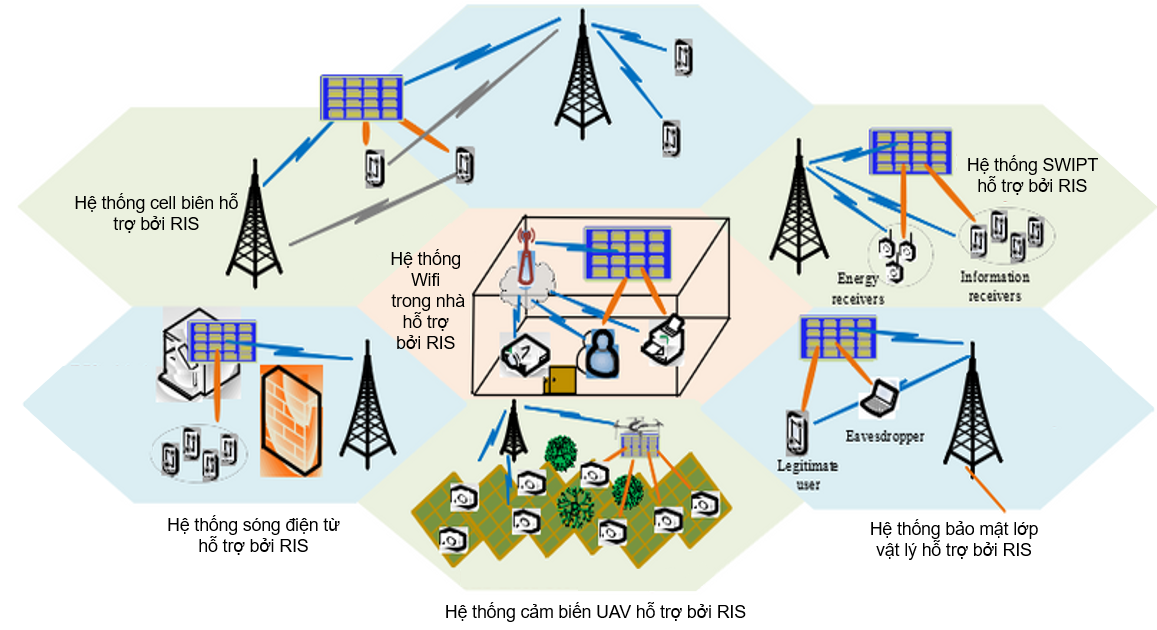 Hệ thống SWIPT
hỗ trợ bởi RIS
Hệ thống cell biên hỗ
trợ bởi RIS
Hệ thống
Wifi
trong nhà
hỗ trợ
bởi RIS
Energy
receivers
Information
receivers
Eavesdropper
Legitimate
user
Hệ thống sóng điện từ
hỗ trợ bởi RIS
Hệ thống bảo mật lớp
vật lý hỗ trợ bởi RIS
Hệ thống cảm biến UAV hỗ trợ bởi RIS